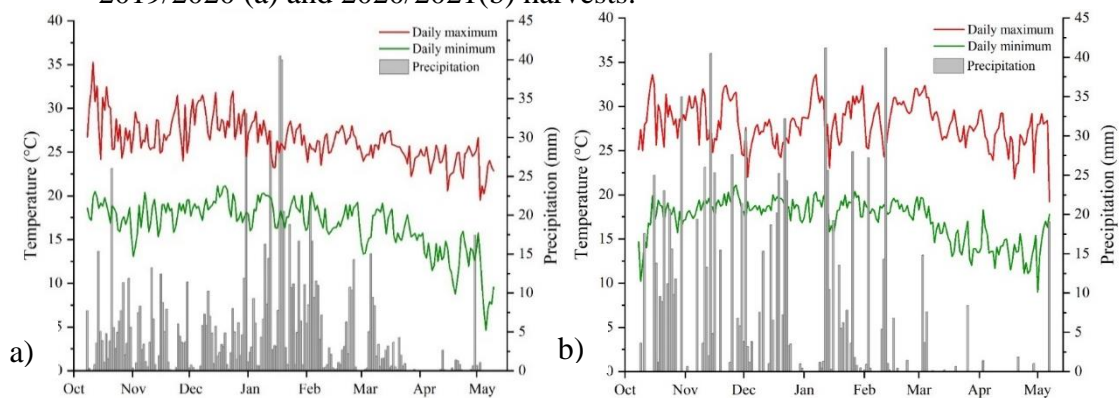 2019/2020 (a) and 2020/2021(b) harvests.
a)
Temperature (°C)
40
35
30
25
20
15
10
5
0
Daily maximum
Daily minimum
Precipitation
Precipitation (mm)
45
40
35
30
25
20
15
10
5
0
Oct Nov Dec Jan Feb Mar Apr May
b)
Temperature (°C)
40
35
30
25
20
15
10
5
0
Daily maximum
Daily minimum
Precipitation
Precipitation (mm)
45
40
35
30
25
20
15
10
5
0
Oct Nov Dec Jan Feb Mar Apr May